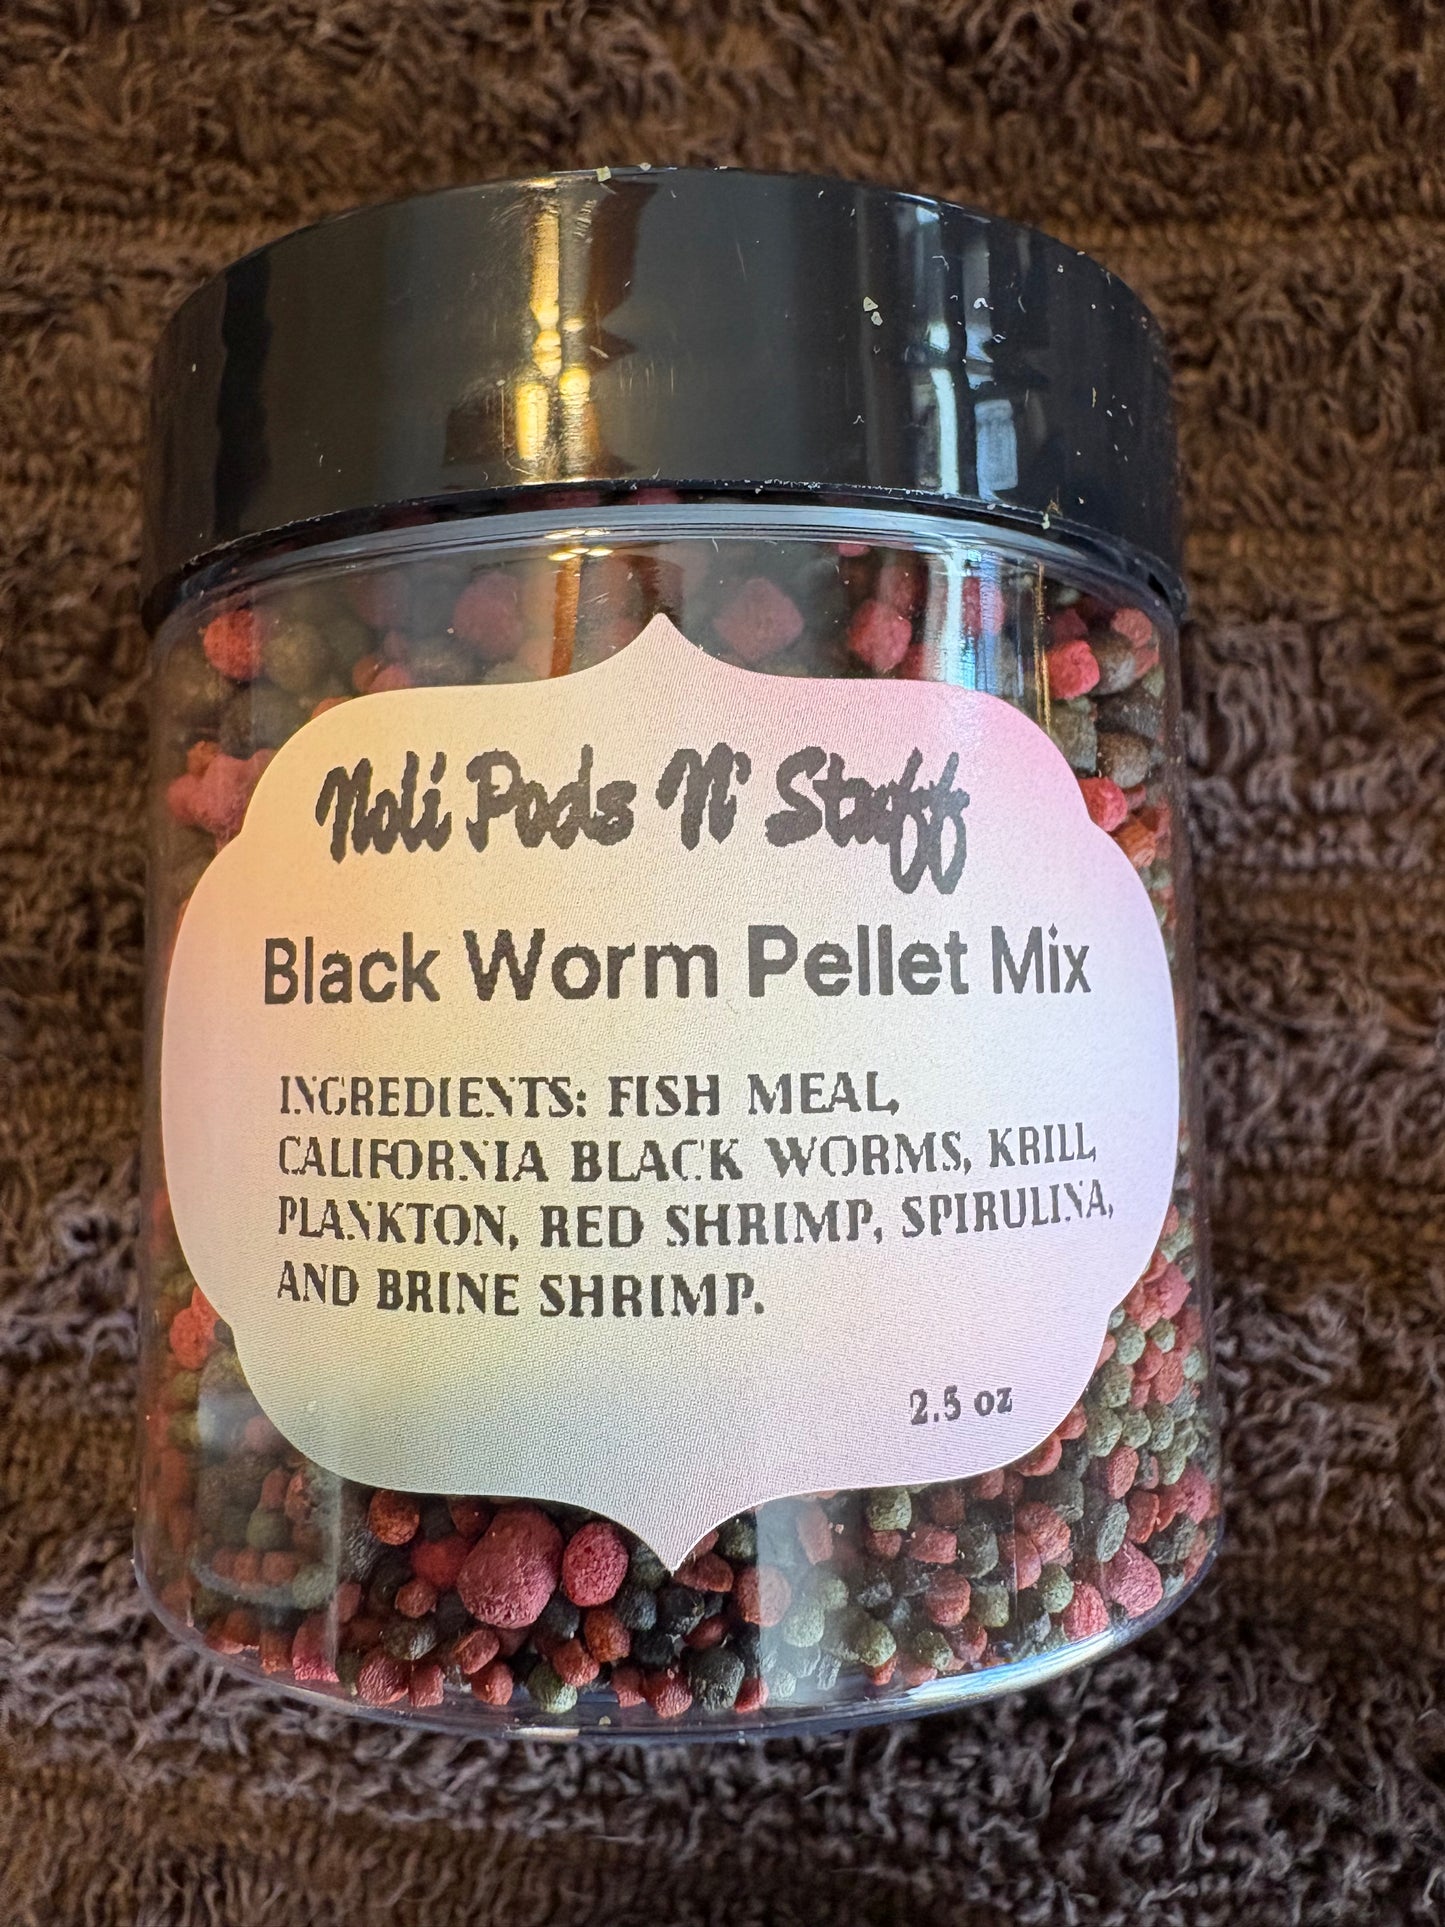 Noli Pods N' Stuff
Black Worm Pellet Mix
INGREDIENTS: FISH MEAL,
CALIFORNIA BLACK WORMS, KRILL,
PLANKTON, RED SHRIMP, SPIRULINA,
AND BRINE SHRIMP.
2.5 oz